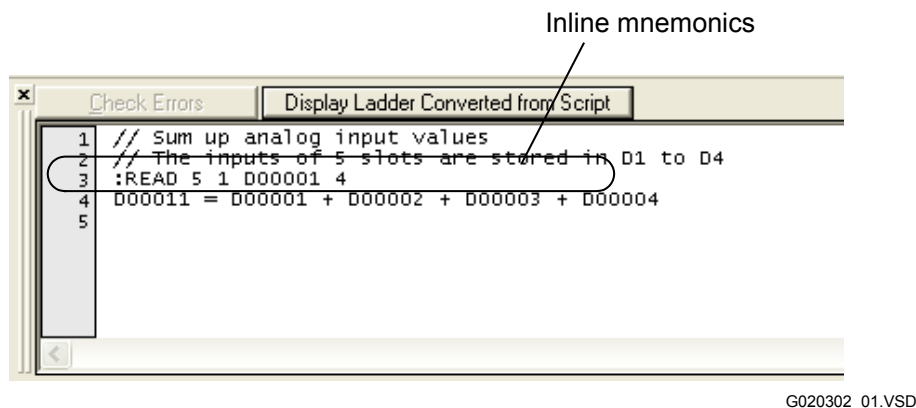 Inline mnemonics
Check Errors Display Ladder Converted from Script
1 // Sum up analog input values
2 // The inputs of 5 slots are stored in D1 to D4
3 :READ 5 1 D00001 4
4 D00011 = D00001 + D00002 + D00003 + D00004
5
G020302_01.VSD